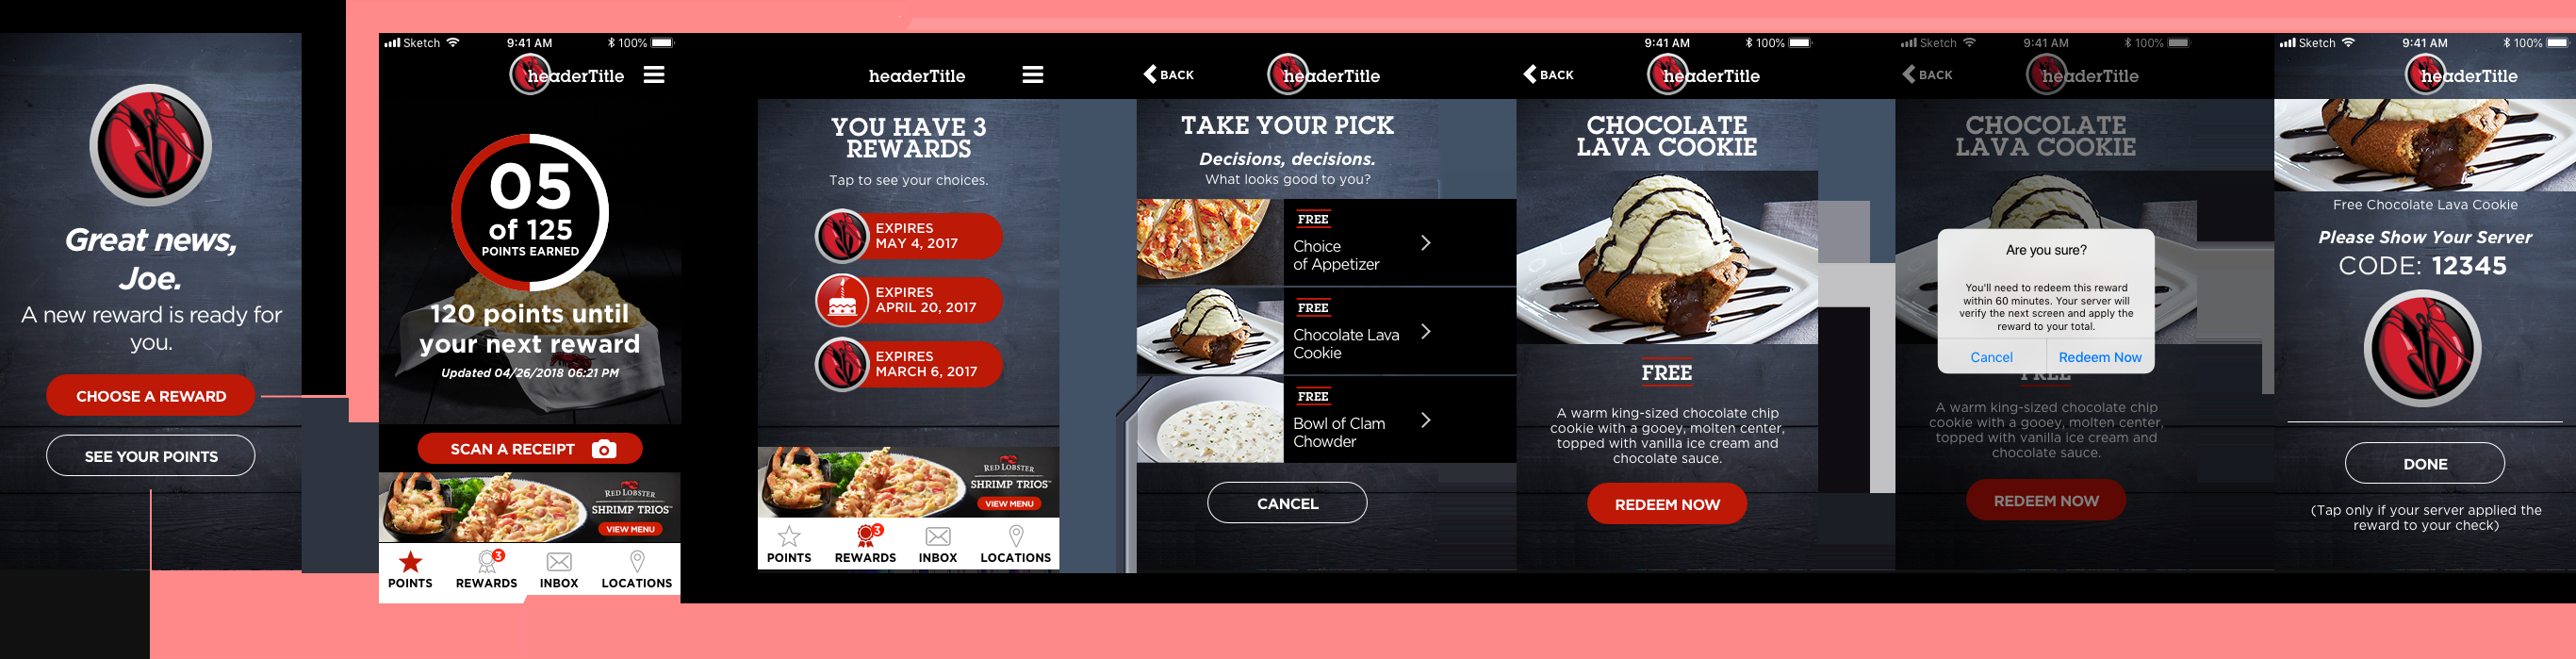 Great news,
Joe.
A new reward is ready for
you.
CHOOSE A REWARD
SEE YOUR POINTS
Sketch 9:41 AM 100%
headerTitle
05
of 125
POINTS EARNED
120 points until
your next reward
Updated 04/26/2018 06:21 PM
SCAN A RECEIPT
RED LOBSTER
SHRIMP TRIOS™
VIEW MENU
3
POINTS REWARDS INBOX LOCATIONS
headerTitle
YOU HAVE 3
REWARDS
Tap to see your choices.
EXPIRES
MAY 4, 2017
EXPIRES
APRIL 20, 2017
EXPIRES
MARCH 6, 2017
RED LOBSTER
SHRIMP TRIOS™
VIEW MENU
3
POINTS REWARDS INBOX LOCATIONS
BACK headerTitle
TAKE YOUR PICK
Decisions, decisions.
What looks good to you?
FREE
Choice
of Appetizer
FREE
Chocolate Lava
Cookie
FREE
Bowl of Clam
Chowder
CANCEL
9:41 AM 100%
BACK headerTitle
CHOCOLATE
LAVA COOKIE
FREE
A warm king-sized chocolate chip
cookie with a gooey, molten center,
topped with vanilla ice cream and
chocolate sauce.
REDEEM NOW
Sketch 9:41 AM 100%
BACK headerTitle
CHOCOLATE
LAVA COOKIE
Are you sure?
You'll need to redeem this reward
within 60 minutes. Your server will
verify the next screen and apply the
reward to your total.
Cancel Redeem Now
FREE
A warm king-sized chocolate chip
cookie with a gooey, molten center,
topped with vanilla ice cream and
chocolate sauce.
REDEEM NOW
Sketch 9:41 AM 100%
headerTitle
Free Chocolate Lava Cookie
Please Show Your Server
CODE: 12345
DONE
(Tap only if your server applied the
reward to your check)